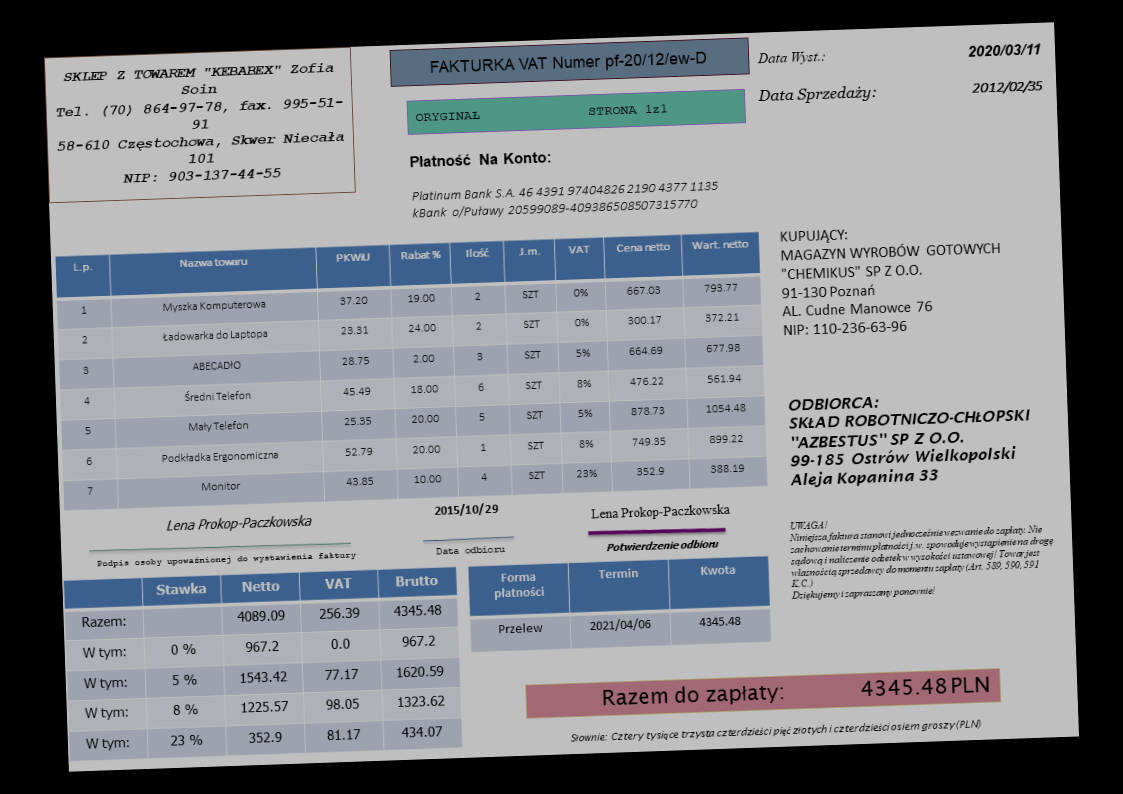 SKLEP Z TOWAREM "KEBABEX" Zofia
Soin
Tel. (70) 864-97-78, fax. 995-51-
91
58-610 Częstochowa, Skwer Niecała
101
NIP: 903-137-44-55
FAKTURKA VAT Numer pf-20/12/ew-D
ORYGINAŁ STRONA 1z1
Data Wyst.: 2020/03/11
Data Sprzedaży: 2012/02/35
Płatność Na Konto:
Platinum Bank S.A. 46 4391 97404826 2190 4377 1135
kBank o/Puławy 20599089-409386508507315770
KUPUJĄCY:
MAGAZYN WYROBÓW GOTOWYCH
"CHEMIKUS" SP Z O.O.
91-130 Poznań
AL. Cudne Manowce 76
NIP: 110-236-63-96
ODBIORCA:
SKŁAD ROBOTNICZO-CHŁOPSKI
"AZBESTUS" SP Z O.O.
99-185 Ostrów Wielkopolski
Aleja Kopanina 33
L.p. Nazwa towaru PKWiU Rabat % Ilość J.m. VAT Cena netto Wart. netto
1 Myszka Komputerowa 37.20 19.00 2 SZT 0% 667.03 793.77
2 Ładowarka do Laptopa 23.31 24.00 2 SZT 0% 300.17 372.21
3 ABECADŁO 28.75 2.00 3 SZT 5% 664.69 677.98
4 Średni Telefon 45.49 18.00 6 SZT 8% 476.22 561.94
5 Mały Telefon 25.35 20.00 5 SZT 5% 878.73 1054.48
6 Podkładka Ergonomiczna 52.79 20.00 1 SZT 8% 749.35 899.22
7 Monitor 43.85 10.00 4 SZT 23% 352.9 388.19
Lena Prokop-Paczkowska
Podpis osoby upoważnionej do wystawienia faktury
2015/10/29
Data odbioru
Lena Prokop-Paczkowska
Potwierdzenie odbioru
UWAGA!
Niniejsza faktura stanowi jednocześnie wezwanie do zapłaty. Nie
zachowanie terminu płatności j.w. spowoduje wystąpienie na drogę
sądową i naliczenie odsetek w wysokości ustawowej! Towar jest
własnością sprzedawcy do momentu zapłaty (Art. 589, 590, 591
K.C.)
Dziękujemy i zapraszamy ponownie!
Stawka Netto VAT Brutto
Razem: 4089.09 256.39 4345.48
W tym: 0 % 967.2 0.0 967.2
W tym: 5 % 1543.42 77.17 1620.59
W tym: 8 % 1225.57 98.05 1323.62
W tym: 23 % 352.9 81.17 434.07
Forma
płatności Termin Kwota
Przelew 2021/04/06 4345.48
Razem do zapłaty: 4345.48 PLN
Słownie: Cztery tysiące trzysta czterdzieści pięć złotych i czterdzieści osiem groszy (PLN)